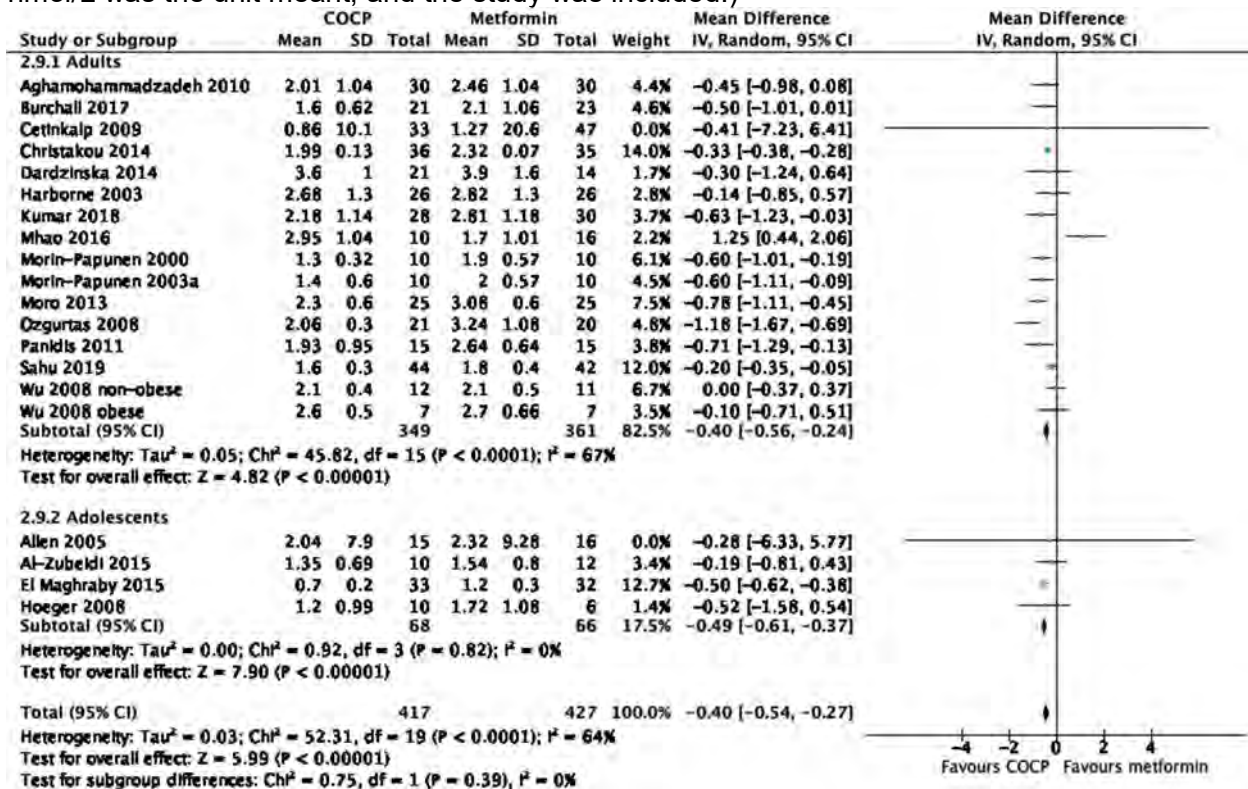 nmol/L was the unit meant, and the study was included.)
COCP Metformin Mean Difference Mean Difference
Study or Subgroup Mean SD Total Mean SD Total Weight IV, Random, 95% CI IV, Random, 95% CI
2.9.1 Adults
Aghamohammadzadeh 2010 2.01 1.04 30 2.46 1.04 30 4.4% −0.45 [−0.98, 0.08]
Burchall 2017 1.6 0.62 21 2.1 1.06 23 4.6% −0.50 [−1.01, 0.01]
Cetinkalp 2009 0.86 10.1 33 1.27 20.6 47 0.0% −0.41 [−7.23, 6.41]
Christakou 2014 1.99 0.13 36 2.32 0.07 35 14.0% −0.33 [−0.38, −0.28]
Dardzinska 2014 3.6 1 21 3.9 1.6 14 1.7% −0.30 [−1.24, 0.64]
Harborne 2003 2.68 1.3 26 2.82 1.3 26 2.8% −0.14 [−0.85, 0.57]
Kumar 2018 2.18 1.14 28 2.81 1.18 30 3.7% −0.63 [−1.23, −0.03]
Mhao 2016 2.95 1.04 10 1.7 1.01 16 2.2% 1.25 [0.44, 2.06]
Morin−Papunen 2000 1.3 0.32 10 1.9 0.57 10 6.1% −0.60 [−1.01, −0.19]
Morin−Papunen 2003a 1.4 0.6 10 2 0.57 10 4.5% −0.60 [−1.11, −0.09]
Moro 2013 2.3 0.6 25 3.08 0.6 25 7.5% −0.78 [−1.11, −0.45]
Ozgurtas 2008 2.06 0.3 21 3.24 1.08 20 4.8% −1.18 [−1.67, −0.69]
Panidis 2011 1.93 0.95 15 2.64 0.64 15 3.8% −0.71 [−1.29, −0.13]
Sahu 2019 1.6 0.3 44 1.8 0.4 42 12.0% −0.20 [−0.35, −0.05]
Wu 2008 non−obese 2.1 0.4 12 2.1 0.5 11 6.7% 0.00 [−0.37, 0.37]
Wu 2008 obese 2.6 0.5 7 2.7 0.66 7 3.5% −0.10 [−0.71, 0.51]
Subtotal (95% CI) 349 361 82.5% −0.40 [−0.56, −0.24]
Heterogeneity: Tau² = 0.05; Chi² = 45.82, df = 15 (P < 0.0001); I² = 67%
Test for overall effect: Z = 4.82 (P < 0.00001)
2.9.2 Adolescents
Allen 2005 2.04 7.9 15 2.32 9.28 16 0.0% −0.28 [−6.33, 5.77]
Al−Zubeidi 2015 1.35 0.69 10 1.54 0.8 12 3.4% −0.19 [−0.81, 0.43]
El Maghraby 2015 0.7 0.2 33 1.2 0.3 32 12.7% −0.50 [−0.62, −0.38]
Hoeger 2008 1.2 0.99 10 1.72 1.08 6 1.4% −0.52 [−1.58, 0.54]
Subtotal (95% CI) 68 66 17.5% −0.49 [−0.61, −0.37]
Heterogeneity: Tau² = 0.00; Chi² = 0.92, df = 3 (P = 0.82); I² = 0%
Test for overall effect: Z = 7.90 (P < 0.00001)
Total (95% CI) 417 427 100.0% −0.40 [−0.54, −0.27]
Heterogeneity: Tau² = 0.03; Chi² = 52.31, df = 19 (P < 0.0001); I² = 64%
Test for overall effect: Z = 5.99 (P < 0.00001)
Test for subgroup differences: Chi² = 0.75, df = 1 (P = 0.39), I² = 0%
−4 −2 0 2 4
Favours COCP Favours metformin